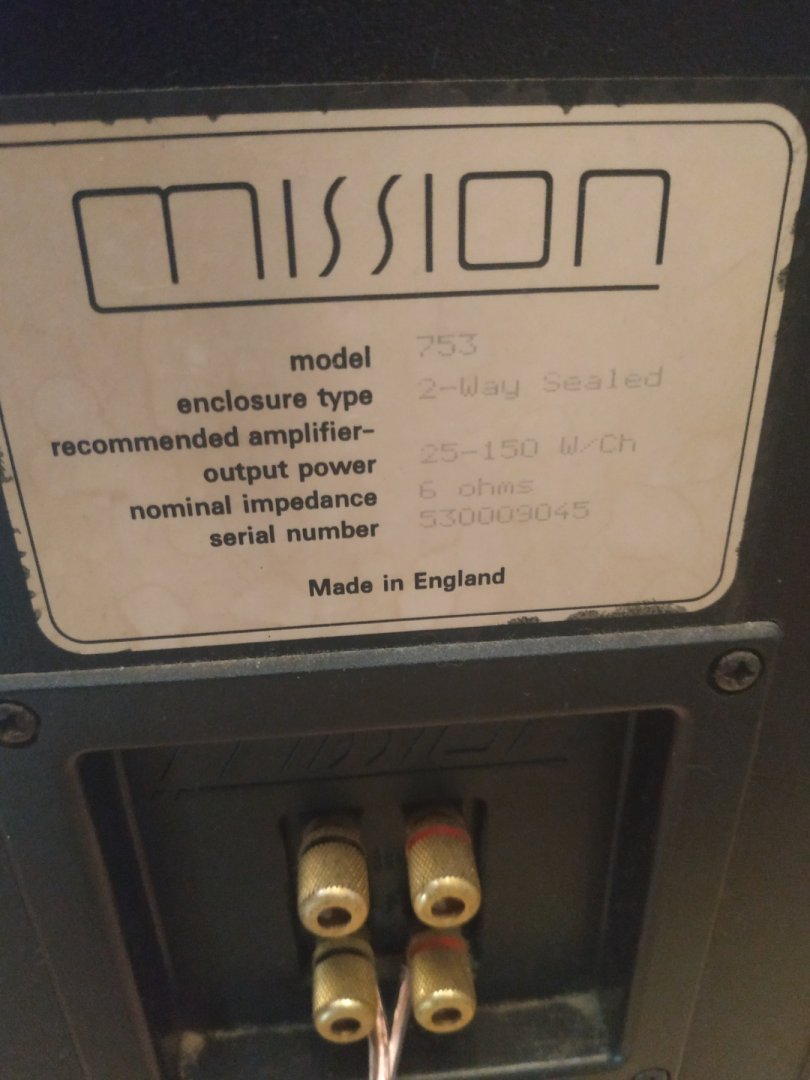 mission
model 753
enclosure type 2-Way Sealed
recommended amplifier-
output power 25-150 W/Ch
nominal impedance 6 ohms
serial number 530009045
Made in England
mission